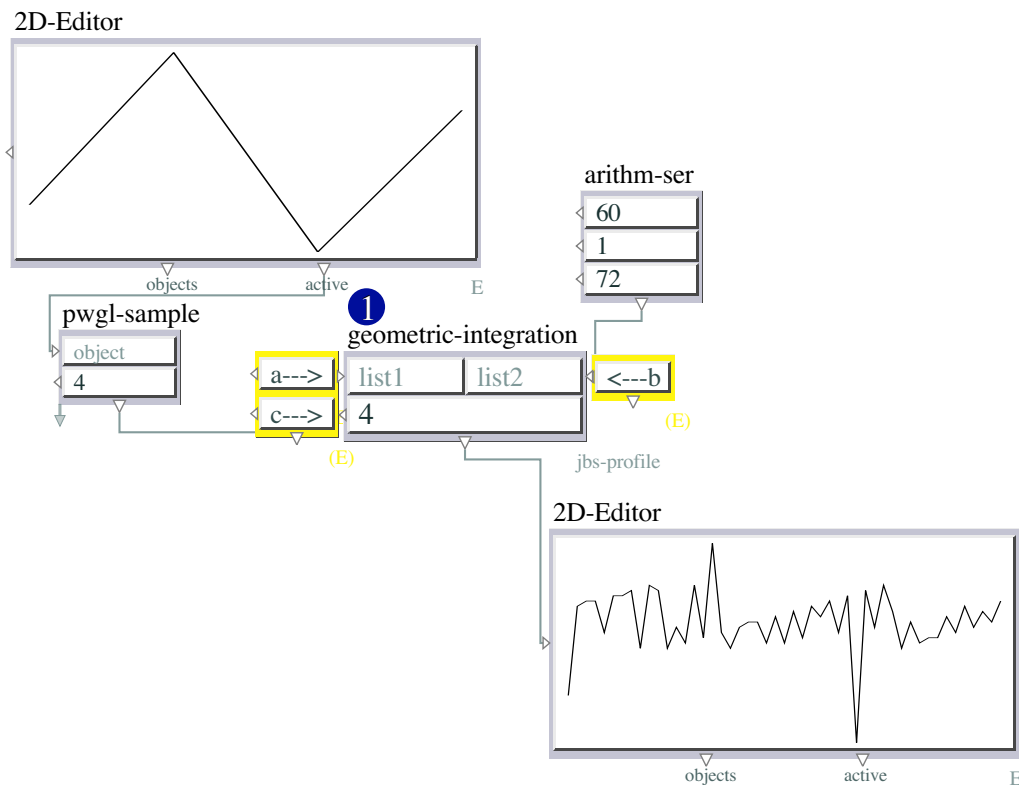 2D-Editor
arithm-ser
60
1
72
objects
active
E
1
pwgl-sample
object
4
geometric-integration
a--->
list1
list2
<---b
c--->
4
(E)
(E)
jbs-profile
2D-Editor
objects
active
E